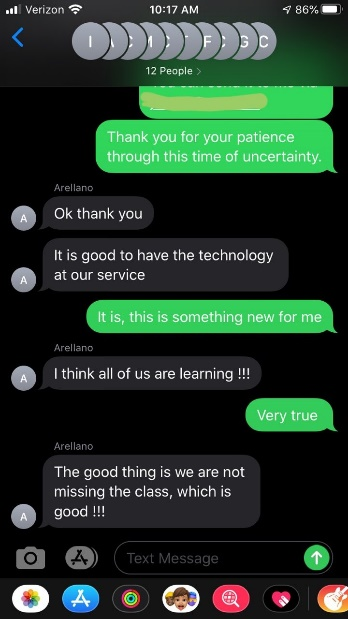 Verizon 10:17 AM 86%
I A C M C T F C G C
12 People >
Thank you for your patience
through this time of uncertainty.
Arellano
Ok thank you
A
It is good to have the technology
at our service
A
It is, this is something new for me
Arellano
I think all of us are learning !!!
A
Very true
Arellano
The good thing is we are not
missing the class, which is
good !!!
A
Text Message